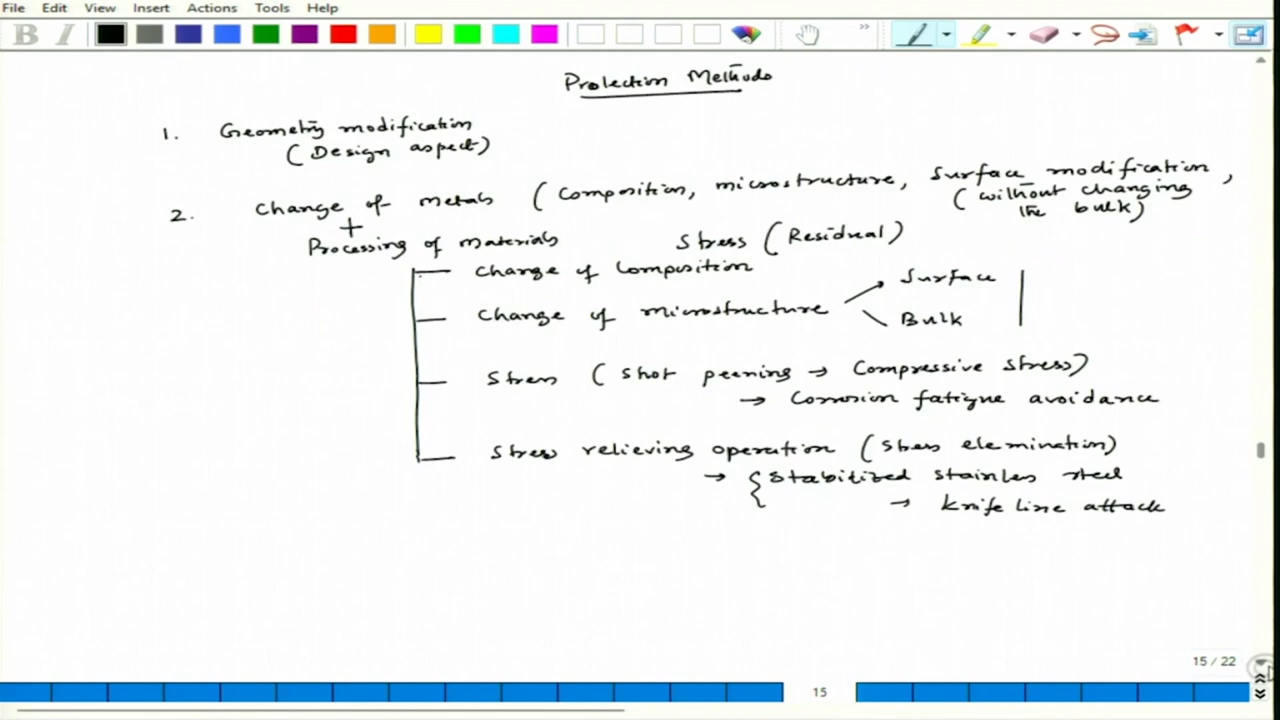 File Edit View Insert Actions Tools Help
B I
Protection Methods
1. Geometry modification
(Design aspect)
2. Change of metals (Composition, microstructure, Surface modification,
(without changing
the bulk)
+
Processing of materials Stress (Residual)
Change of Composition
Change of microstructure Surface
Bulk
Stress (Shot peening → Compressive stress)
→ Corrosion fatigue avoidance
Stress relieving operation (Stress elemination)
→ { Stabilized stainless steel
→ Knife line attack
15 / 22
15